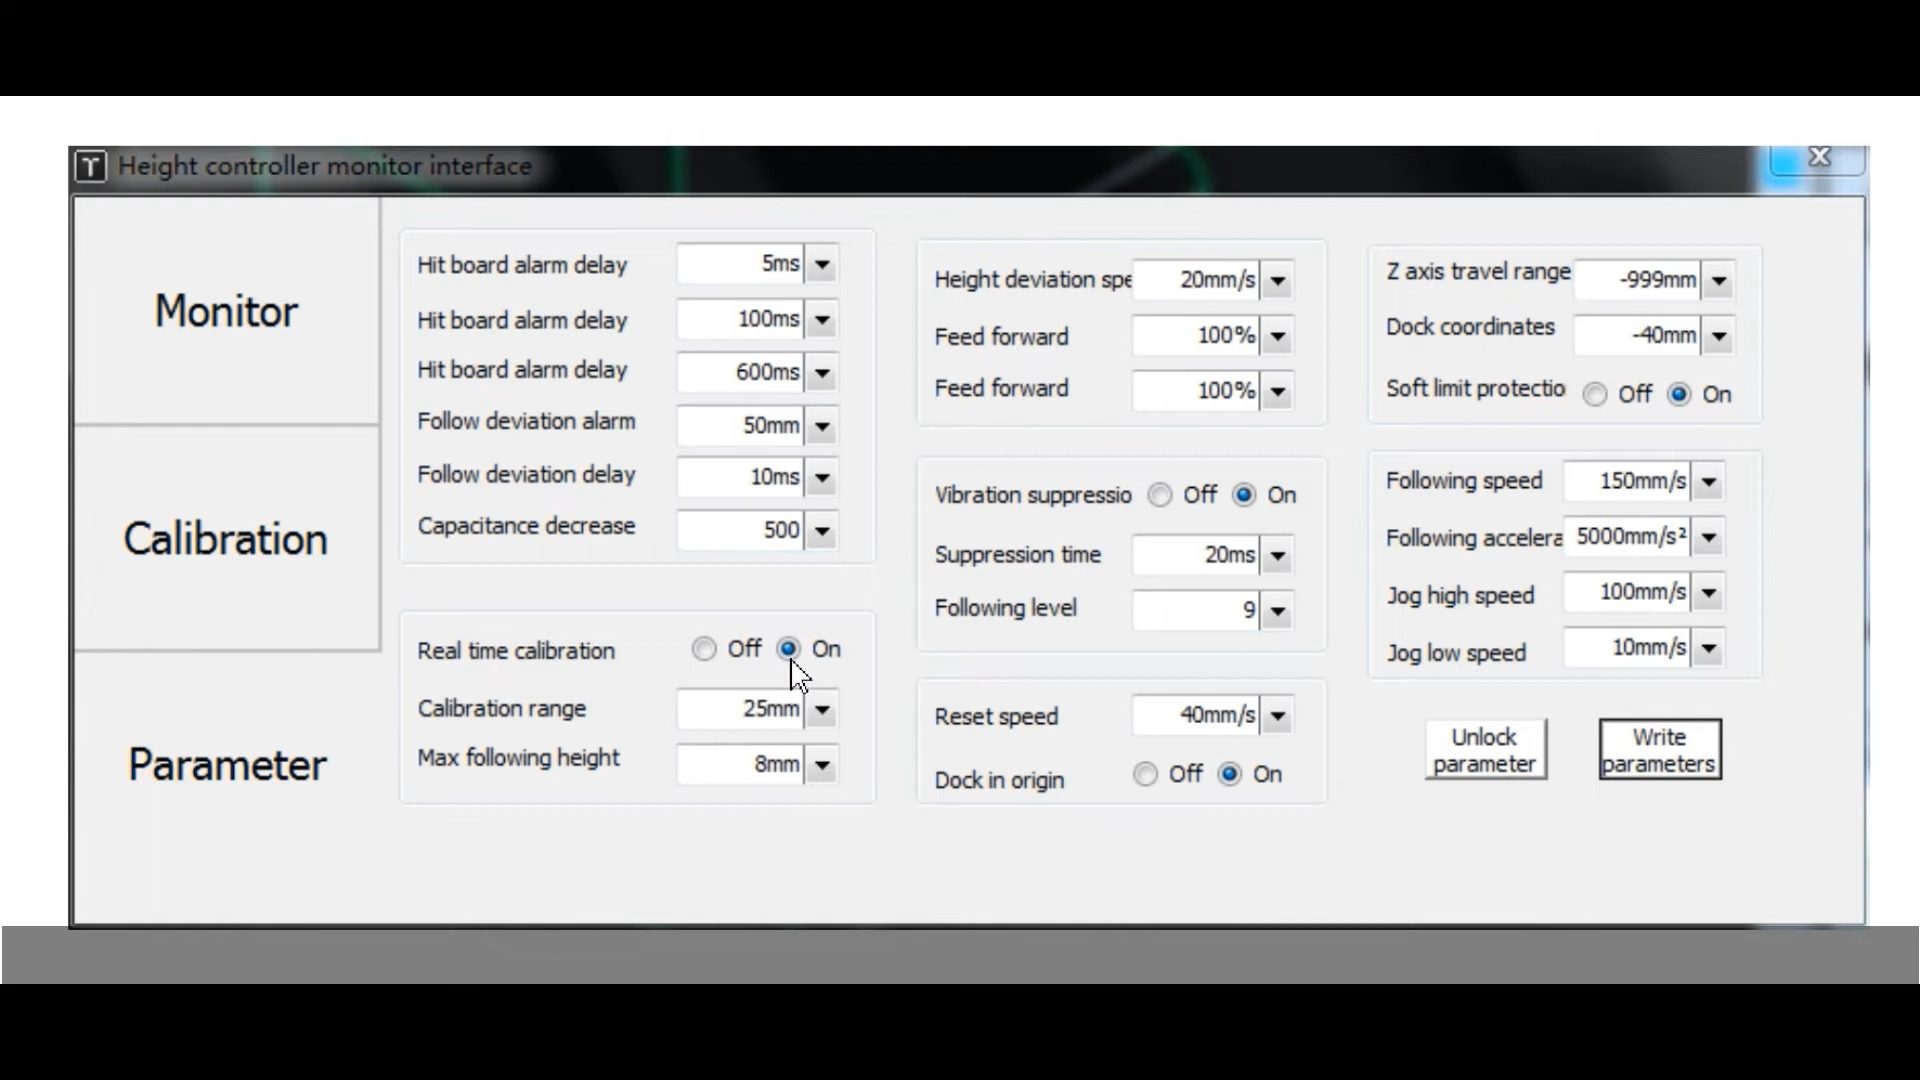 Height controller monitor interface
Monitor
Calibration
Parameter
Hit board alarm delay 5ms
Hit board alarm delay 100ms
Hit board alarm delay 600ms
Follow deviation alarm 50mm
Follow deviation delay 10ms
Capacitance decrease 500
Real time calibration Off On
Calibration range 25mm
Max following height 8mm
Height deviation spe 20mm/s
Feed forward 100%
Feed forward 100%
Vibration suppressio Off On
Suppression time 20ms
Following level 9
Reset speed 40mm/s
Dock in origin Off On
Z axis travel range -999mm
Dock coordinates -40mm
Soft limit protectio Off On
Following speed 150mm/s
Following accelera 5000mm/s²
Jog high speed 100mm/s
Jog low speed 10mm/s
Unlock
parameter
Write
parameters